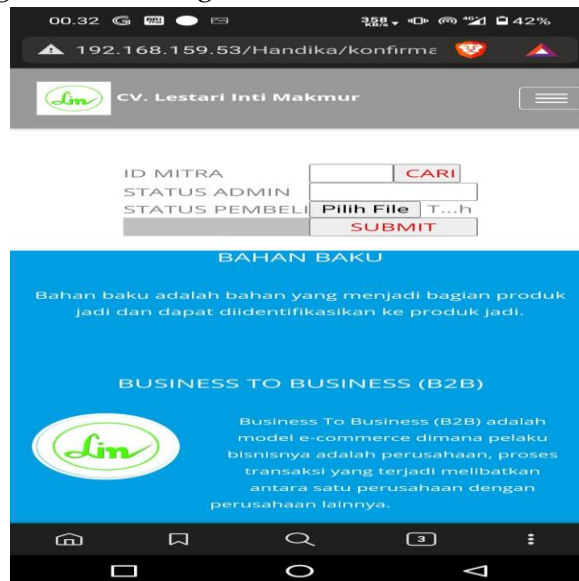 00.32 358 KB/s 4G 42%
192.168.159.53/Handika/konfirma
Lin CV. Lestari Inti Makmur
ID MITRA CARI
STATUS ADMIN
STATUS PEMBELI Pilih File T...h
SUBMIT
BAHAN BAKU
Bahan baku adalah bahan yang menjadi bagian produk
jadi dan dapat diidentifikasikan ke produk jadi.
BUSINESS TO BUSINESS (B2B)
Lin
Business To Business (B2B) adalah
model e-commerce dimana pelaku
bisnisnya adalah perusahaan, proses
transaksi yang terjadi melibatkan
antara satu perusahaan dengan
perusahaan lainnya.
3